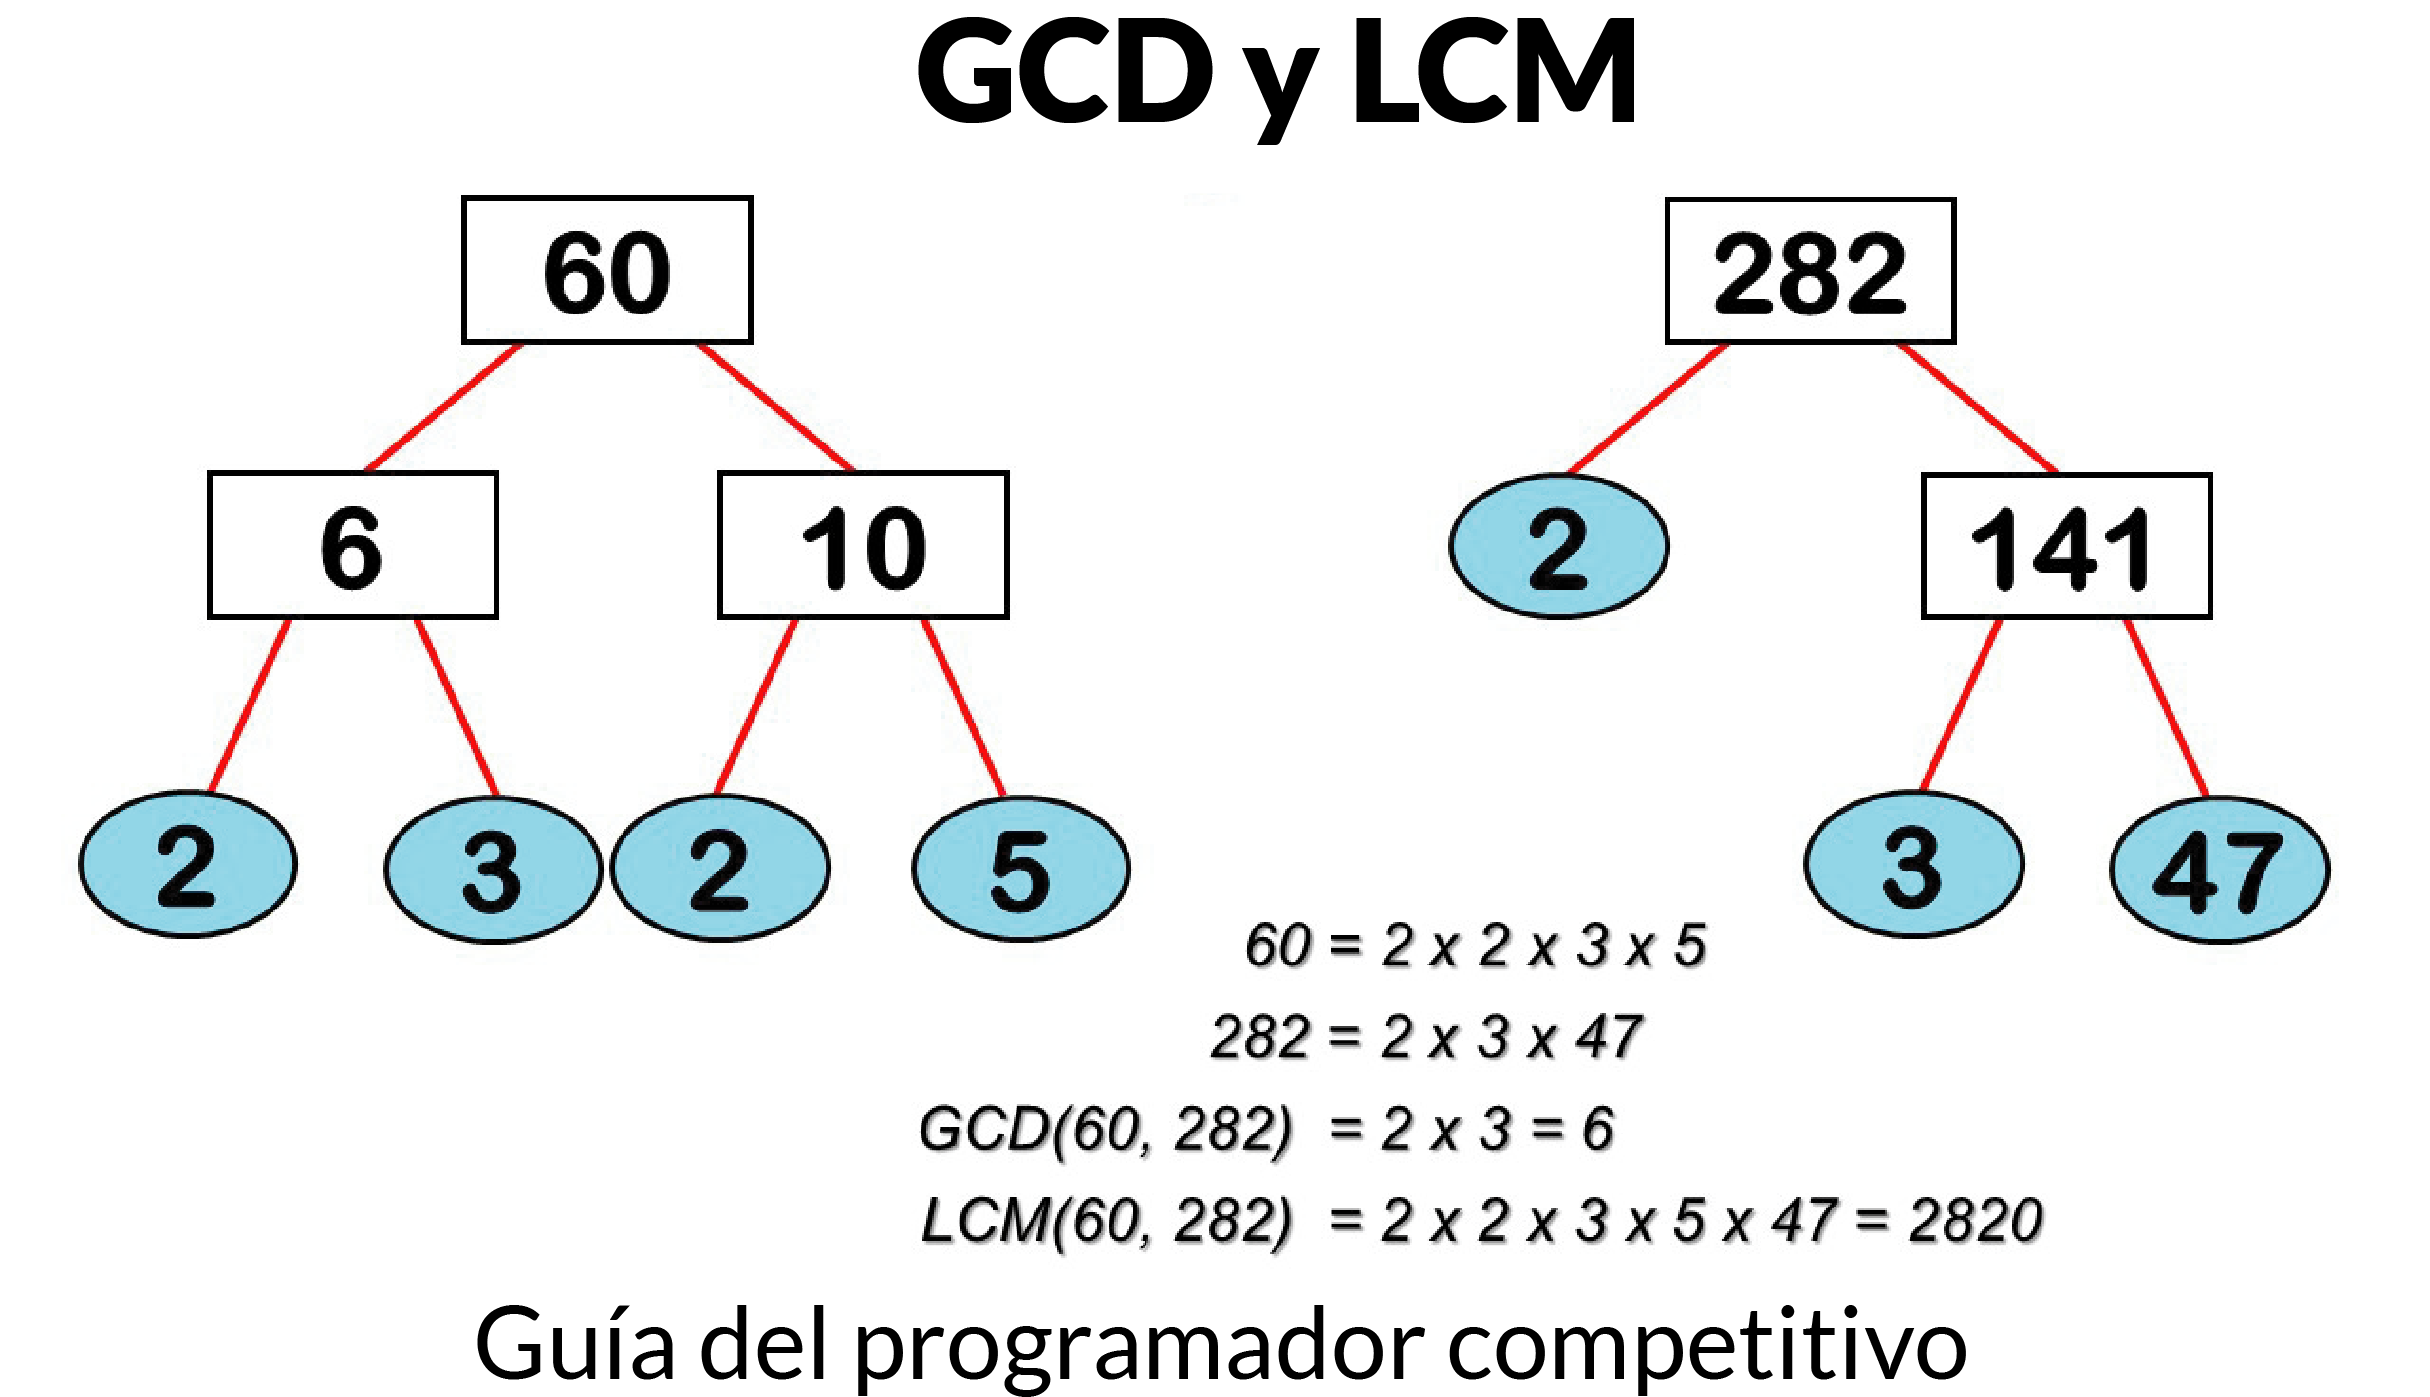 GCD y LCM
60
282
6
10
2
141
2
3
2
5
3
47
60 = 2 x 2 x 3 x 5
282 = 2 x 3 x 47
GCD(60, 282) = 2 x 3 = 6
LCM(60, 282) = 2 x 2 x 3 x 5 x 47 = 2820
Guía del programador competitivo